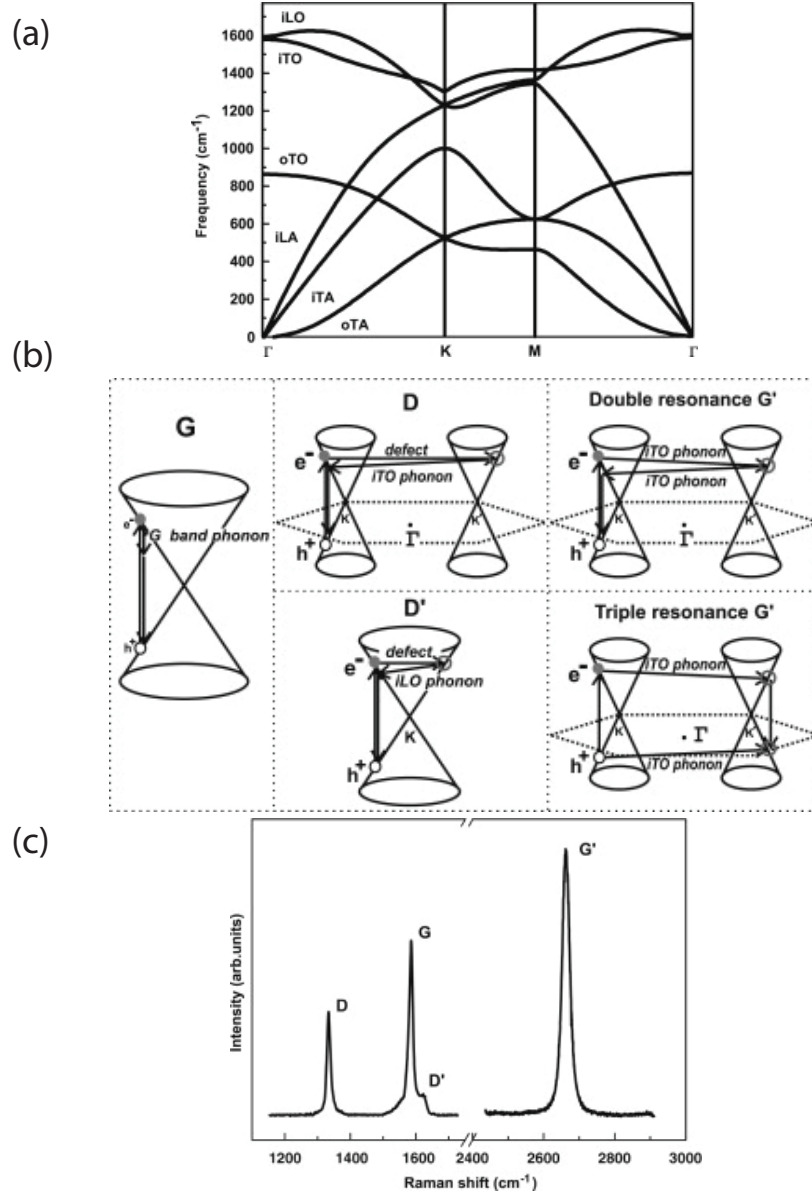 (a)
iLO
iTO
oTO
iLA
iTA
oTA
Frequency (cm⁻¹)
1600
1400
1200
1000
800
600
400
200
0
Γ K M Γ
(b)
G
e⁻
G band phonon
h⁺
D
defect
e⁻
iTO phonon
K K
Γ
h⁺
Double resonance G'
iTO phonon
e⁻
iTO phonon
K K
Γ
h⁺
D'
defect
e⁻
iLO phonon
K
h⁺
Triple resonance G'
iTO phonon
e⁻
K K
Γ
h⁺
iTO phonon
(c)
Intensity (arb.units)
D
G
D'
G'
1200 1400 1600 2400 2600 2800 3000
Raman shift (cm⁻¹)